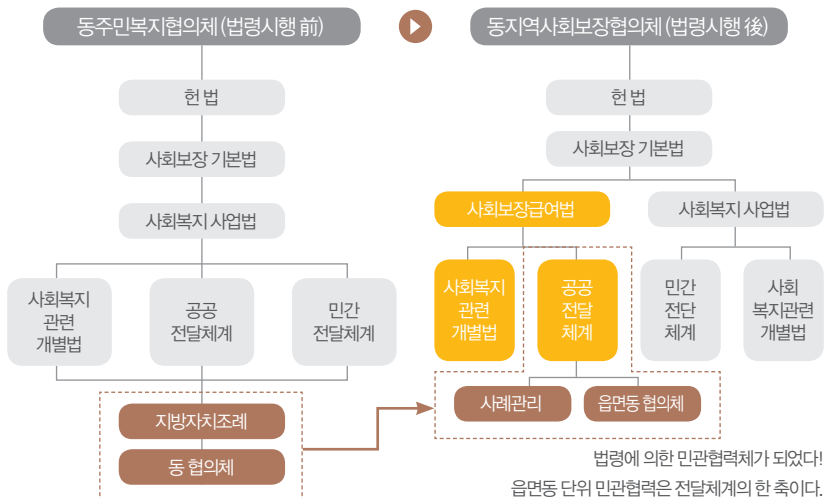 동주민복지협의체 (법령시행 前)
헌 법
사회보장 기본법
사회복지 사업법
사회복지
관련
개별법
공공
전달체계
민간
전달체계
지방자치조례
동 협의체
동지역사회보장협의체 (법령시행 後)
헌 법
사회보장 기본법
사회보장급여법
사회복지 사업법
사회복지
관련
개별법
공공
전달
체계
민간
전단
체계
사회
복지관련
개별법
사례관리
읍면동 협의체
법령에 의한 민관협력체가 되었다!
읍면동 단위 민관협력은 전달체계의 한 축이다.